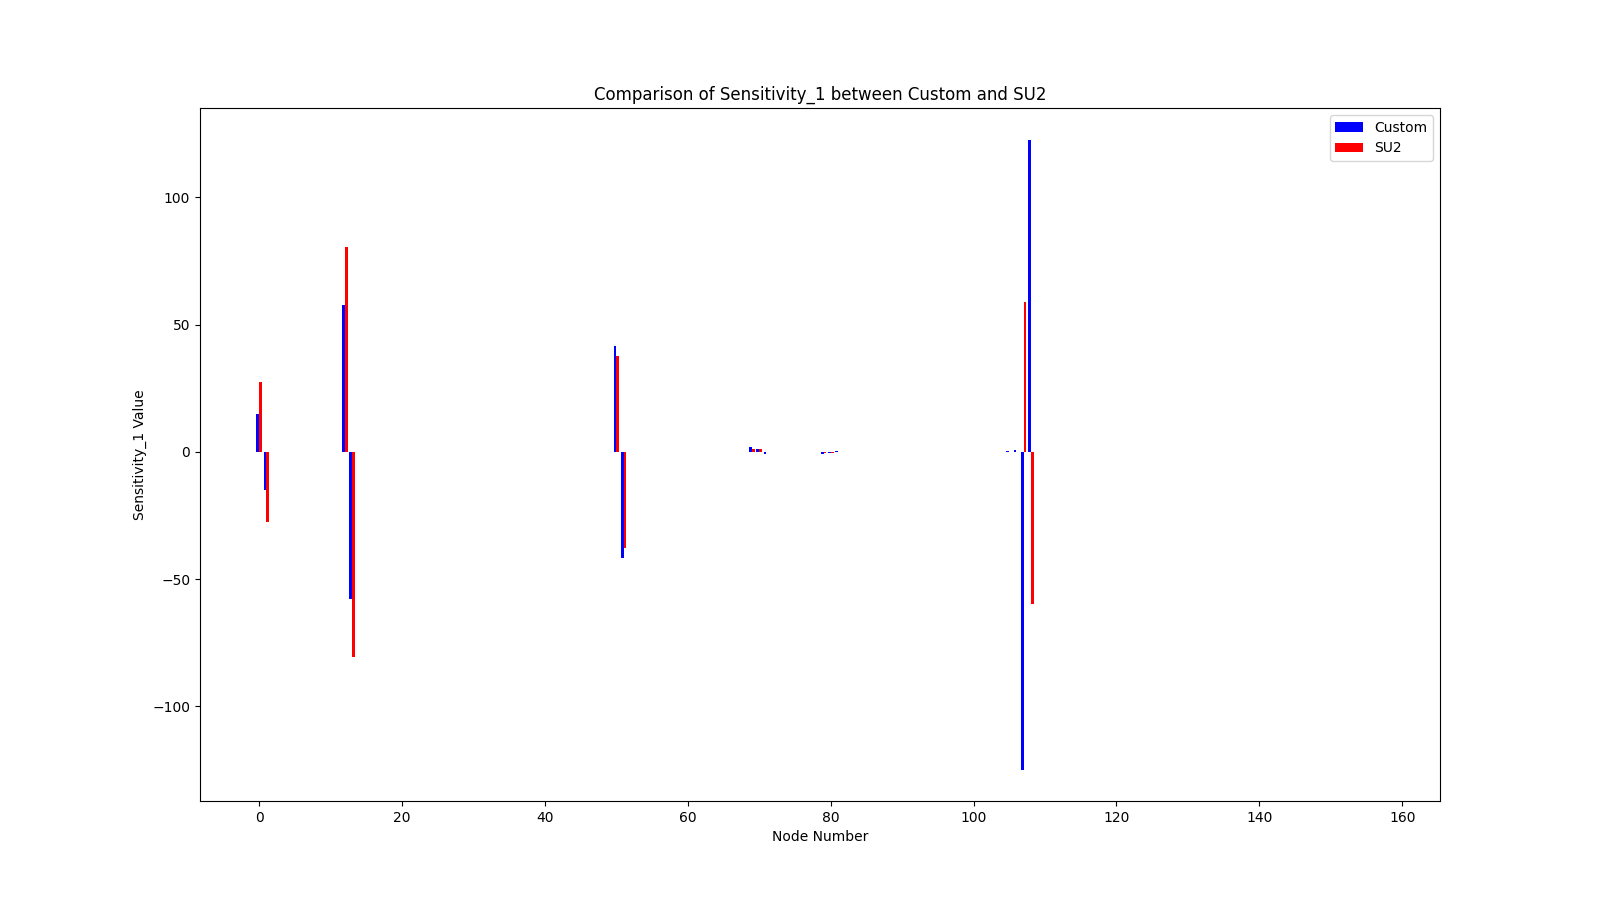 Comparison of Sensitivity_1 between Custom and SU2
Custom
SU2
100
50
0
−50
−100
Sensitivity_1 Value
0 20 40 60 80 100 120 140 160
Node Number